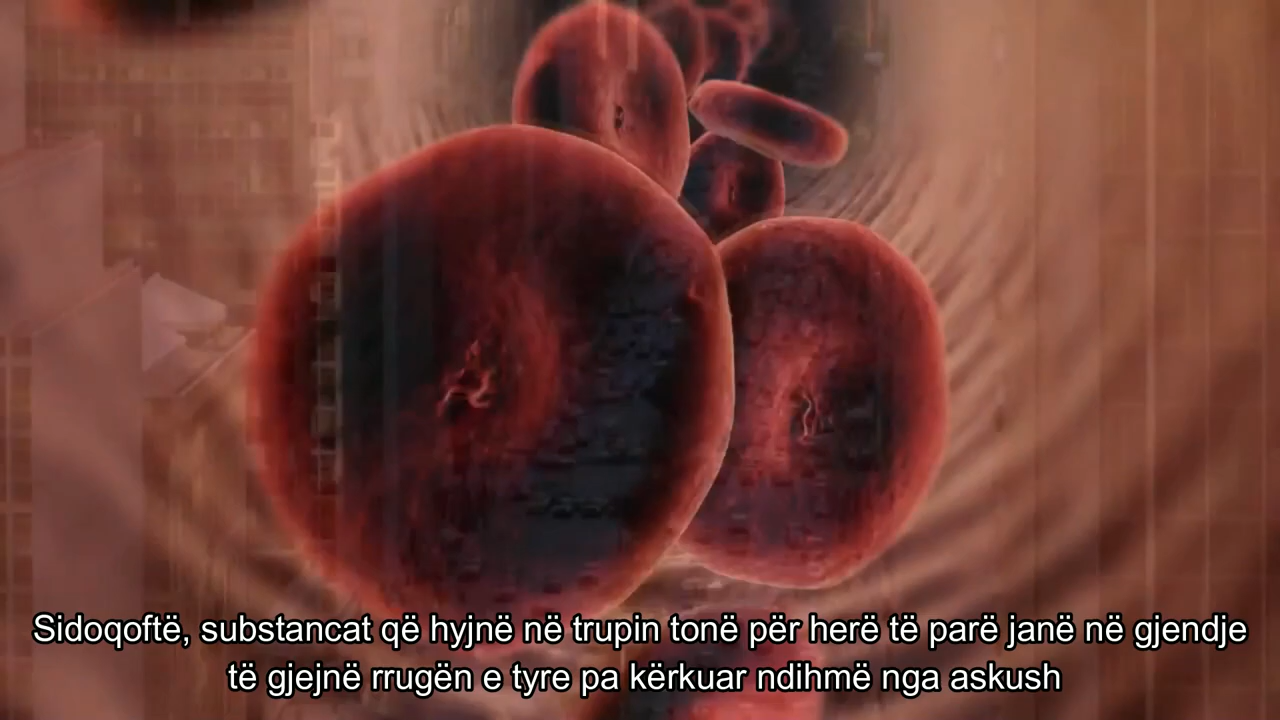 Sidoqoftë, substancat që hyjnë në trupin tonë për herë të parë janë në gjendje
të gjejnë rrugën e tyre pa kërkuar ndihmë nga askush